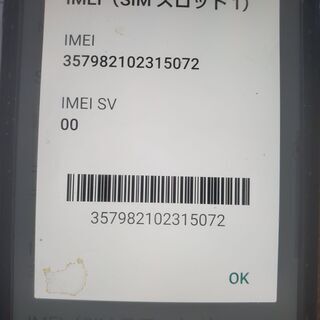 IMEI (SIM スロット 1)
IMEI
357982102315072
IMEI SV
00
357982102315072
OK